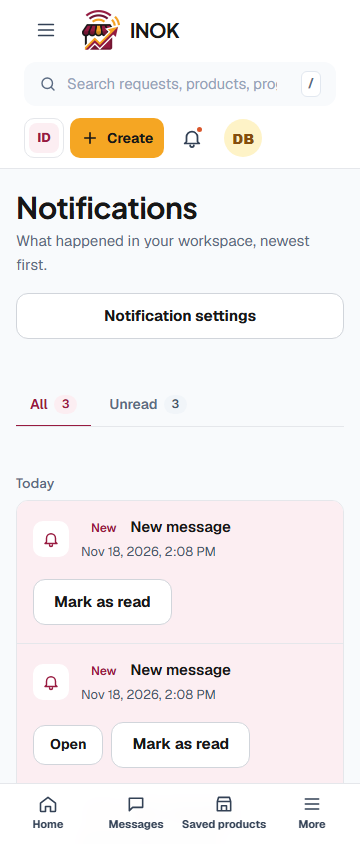 INOK
Search requests, products, pro
/
ID
Create
DB
Notifications
What happened in your workspace, newest
first.
Notification settings
All 3
Unread 3
Today
New New message
Nov 18, 2026, 2:08 PM
Mark as read
New New message
Nov 18, 2026, 2:08 PM
Open
Mark as read
Home
Messages
Saved products
More